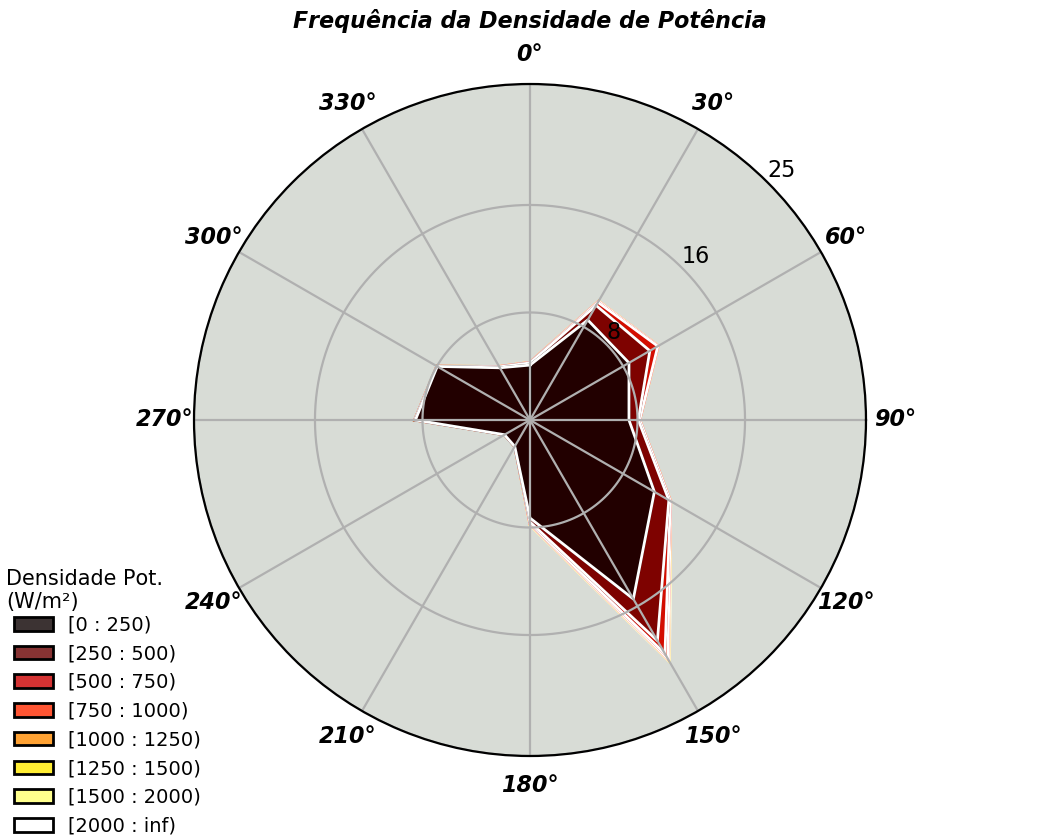 Frequência da Densidade de Potência
0°
330°
30°
25
300°
60°
16
8
270°
90°
240°
120°
210°
150°
180°
Densidade Pot.
(W/m²)
[0 : 250)
[250 : 500)
[500 : 750)
[750 : 1000)
[1000 : 1250)
[1250 : 1500)
[1500 : 2000)
[2000 : inf)